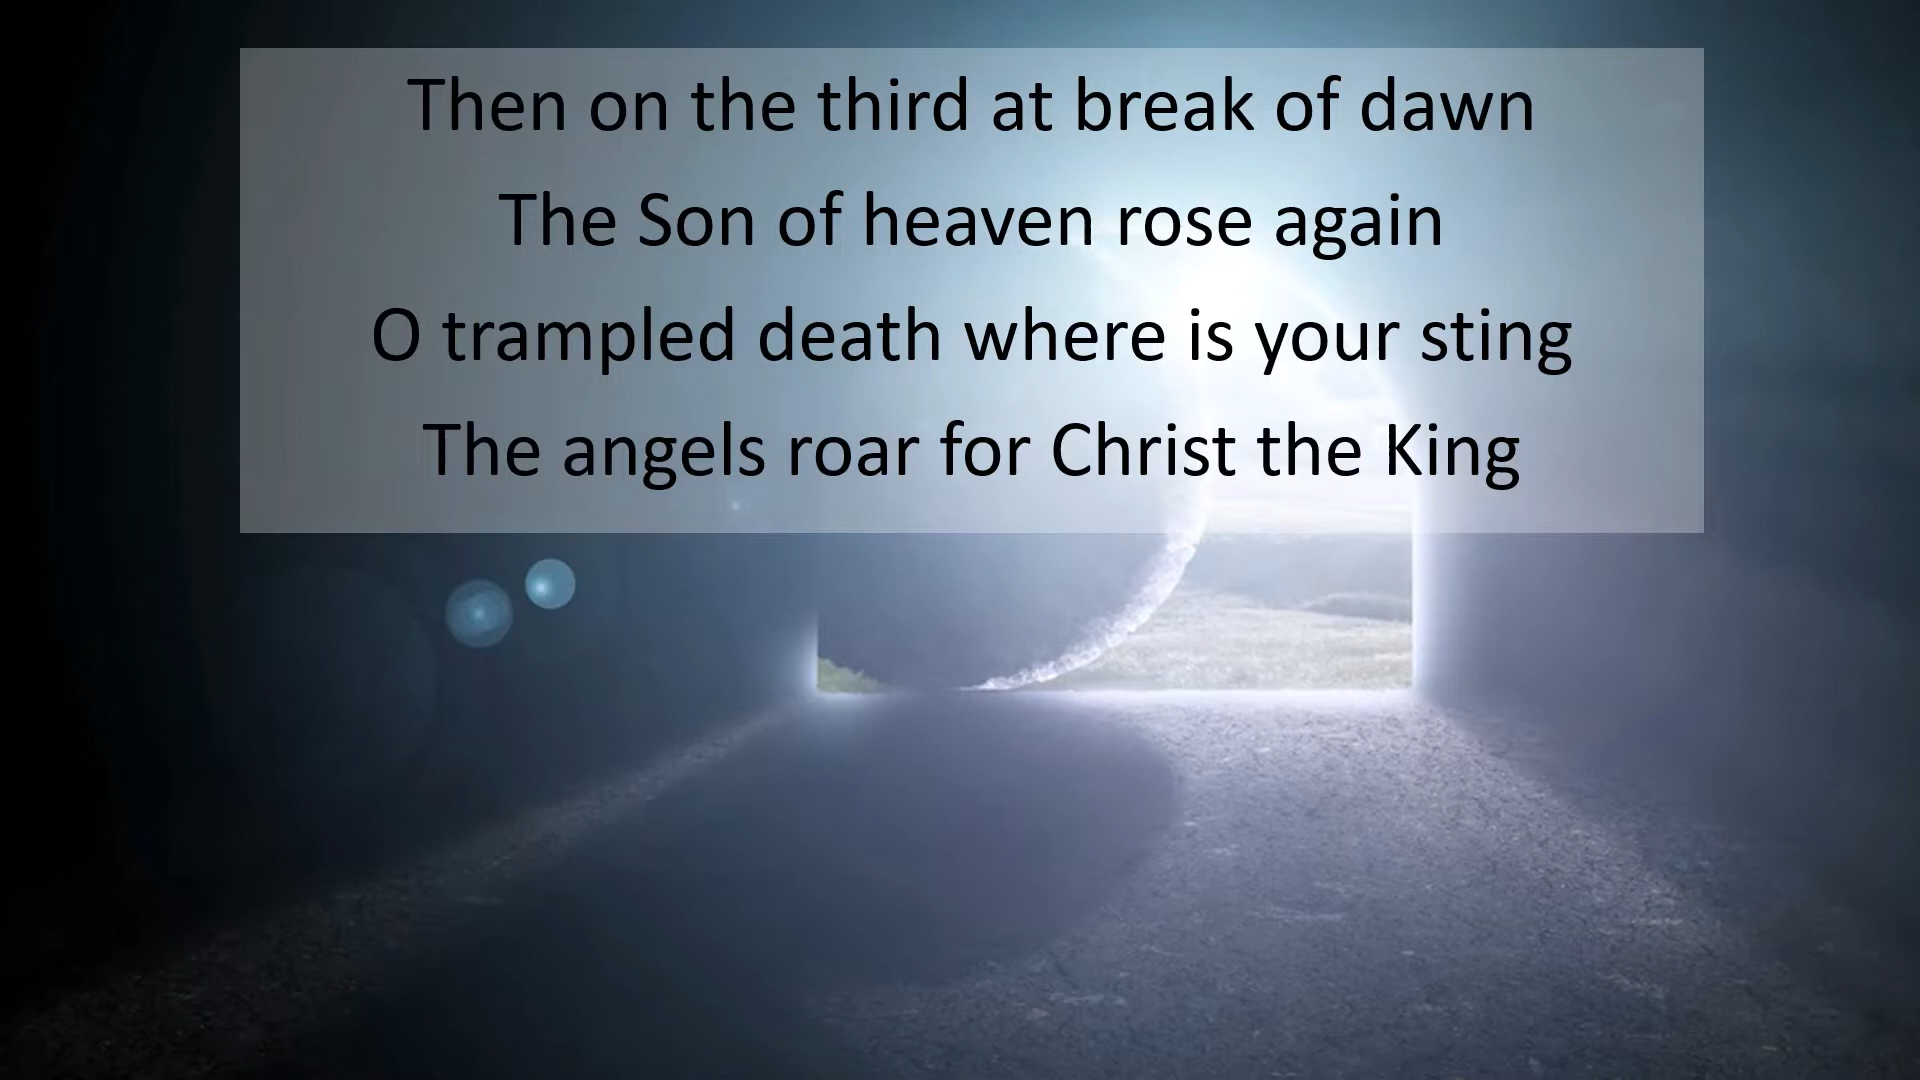 Then on the third at break of dawn
The Son of heaven rose again
O trampled death where is your sting
The angels roar for Christ the King